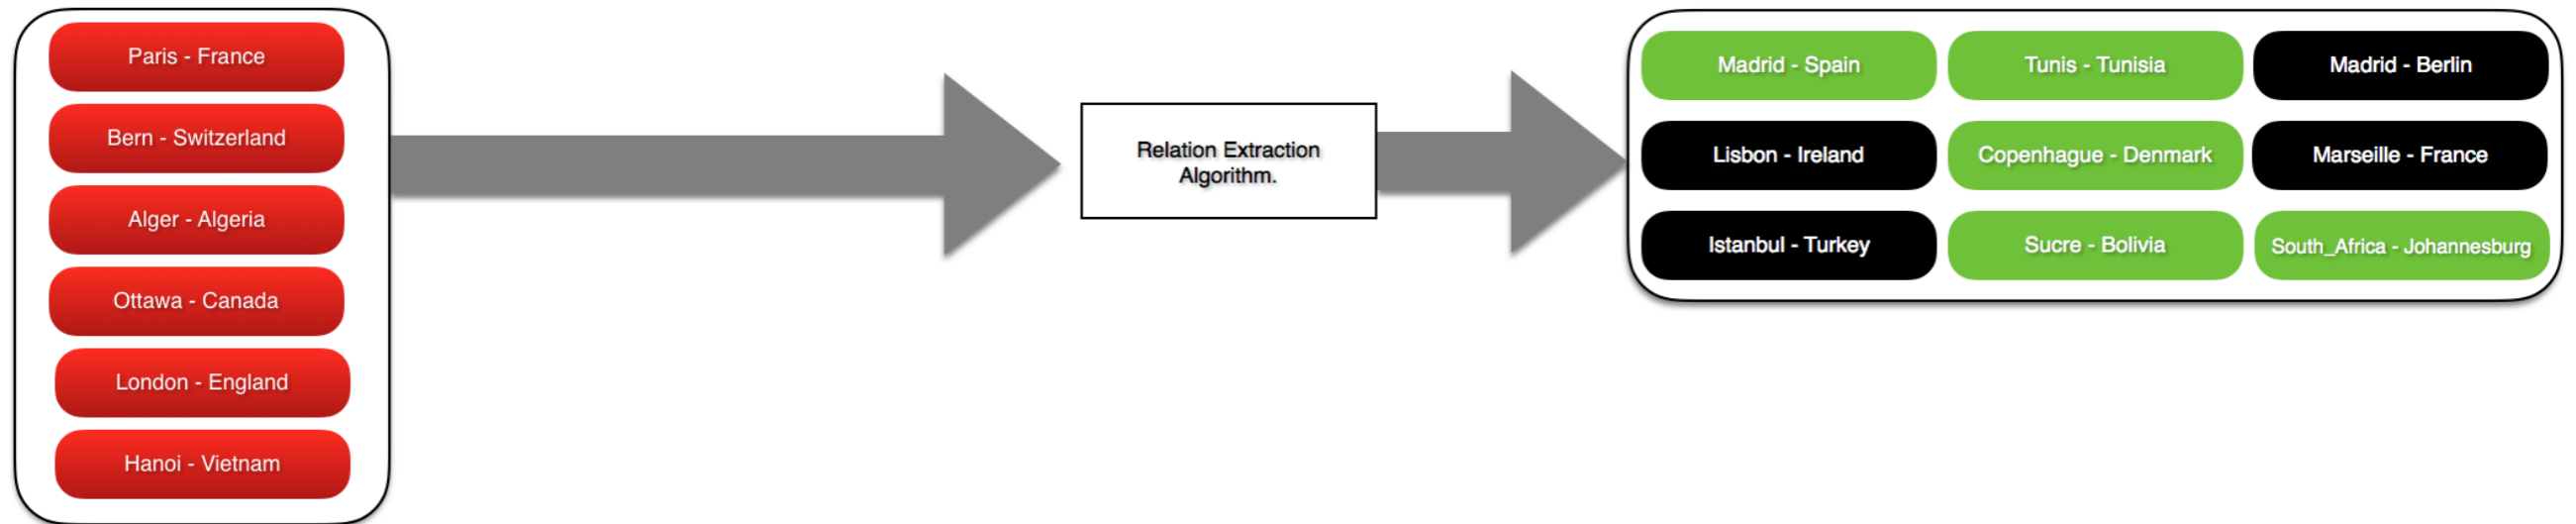 Paris - France
Bern - Switzerland
Alger - Algeria
Ottawa - Canada
London - England
Hanoi - Vietnam
Relation Extraction
Algorithm.
Madrid - Spain
Tunis - Tunisia
Madrid - Berlin
Lisbon - Ireland
Copenhague - Denmark
Marseille - France
Istanbul - Turkey
Sucre - Bolivia
South_Africa - Johannesburg